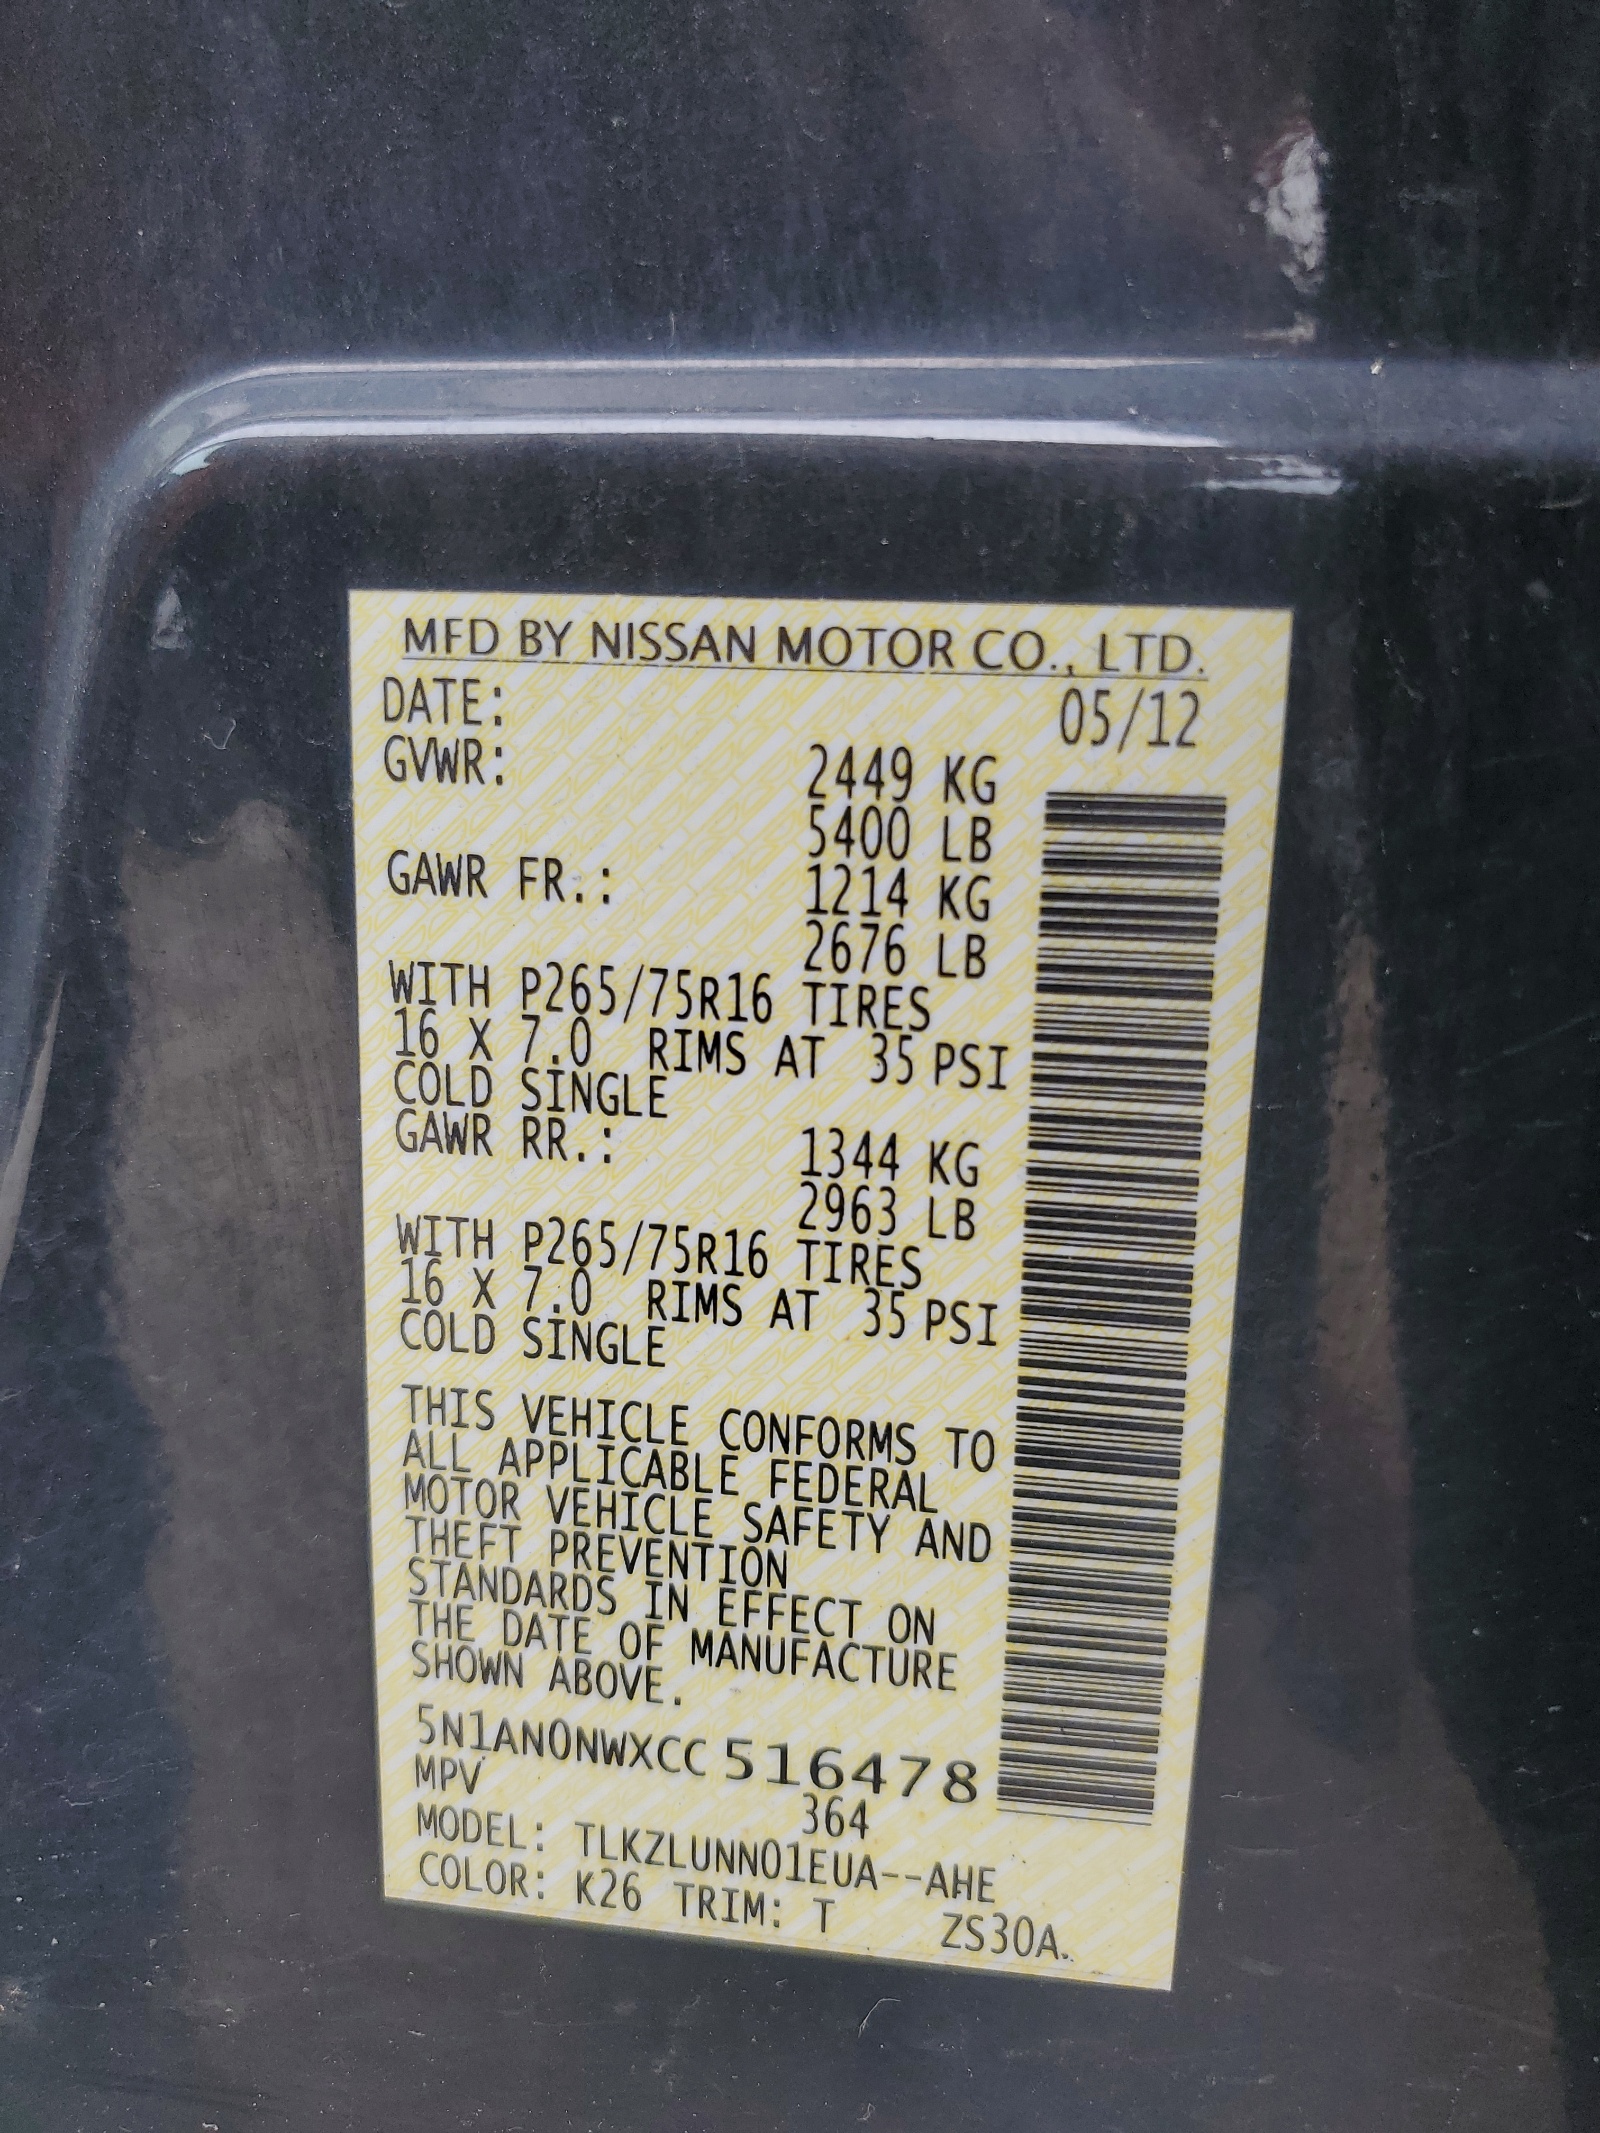 MFD BY NISSAN MOTOR CO., LTD.
DATE: 05/12
GVWR: 2449 KG
5400 LB
GAWR FR.: 1214 KG
2676 LB
WITH P265/75R16 TIRES
16 X 7.0 RIMS AT 35 PSI
COLD SINGLE
GAWR RR.: 1344 KG
2963 LB
WITH P265/75R16 TIRES
16 X 7.0 RIMS AT 35 PSI
COLD SINGLE
THIS VEHICLE CONFORMS TO
ALL APPLICABLE FEDERAL
MOTOR VEHICLE SAFETY AND
THEFT PREVENTION
STANDARDS IN EFFECT ON
THE DATE OF MANUFACTURE
SHOWN ABOVE.
5N1AN0NWXCC 516478
MPV 364
MODEL: TLKZLUNN01EUA--AHE
COLOR: K26 TRIM: T ZS30A.